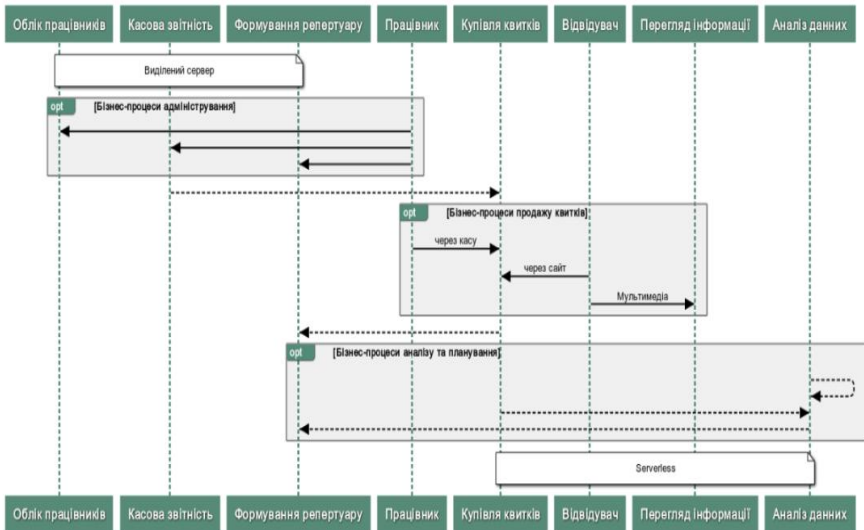 Облік працівників
Касова звітність
Формування репертуару
Працівник
Купівля квитків
Відвідувач
Перегляд інформації
Аналіз данних
Виділений сервер
opt [Бізнес-процеси адміністрування]
opt [Бізнес-процеси продажу квитків]
через касу
через сайт
Мультимедіа
opt [Бізнес-процеси аналізу та планування]
Serverless
Облік працівників
Касова звітність
Формування репертуару
Працівник
Купівля квитків
Відвідувач
Перегляд інформації
Аналіз данних